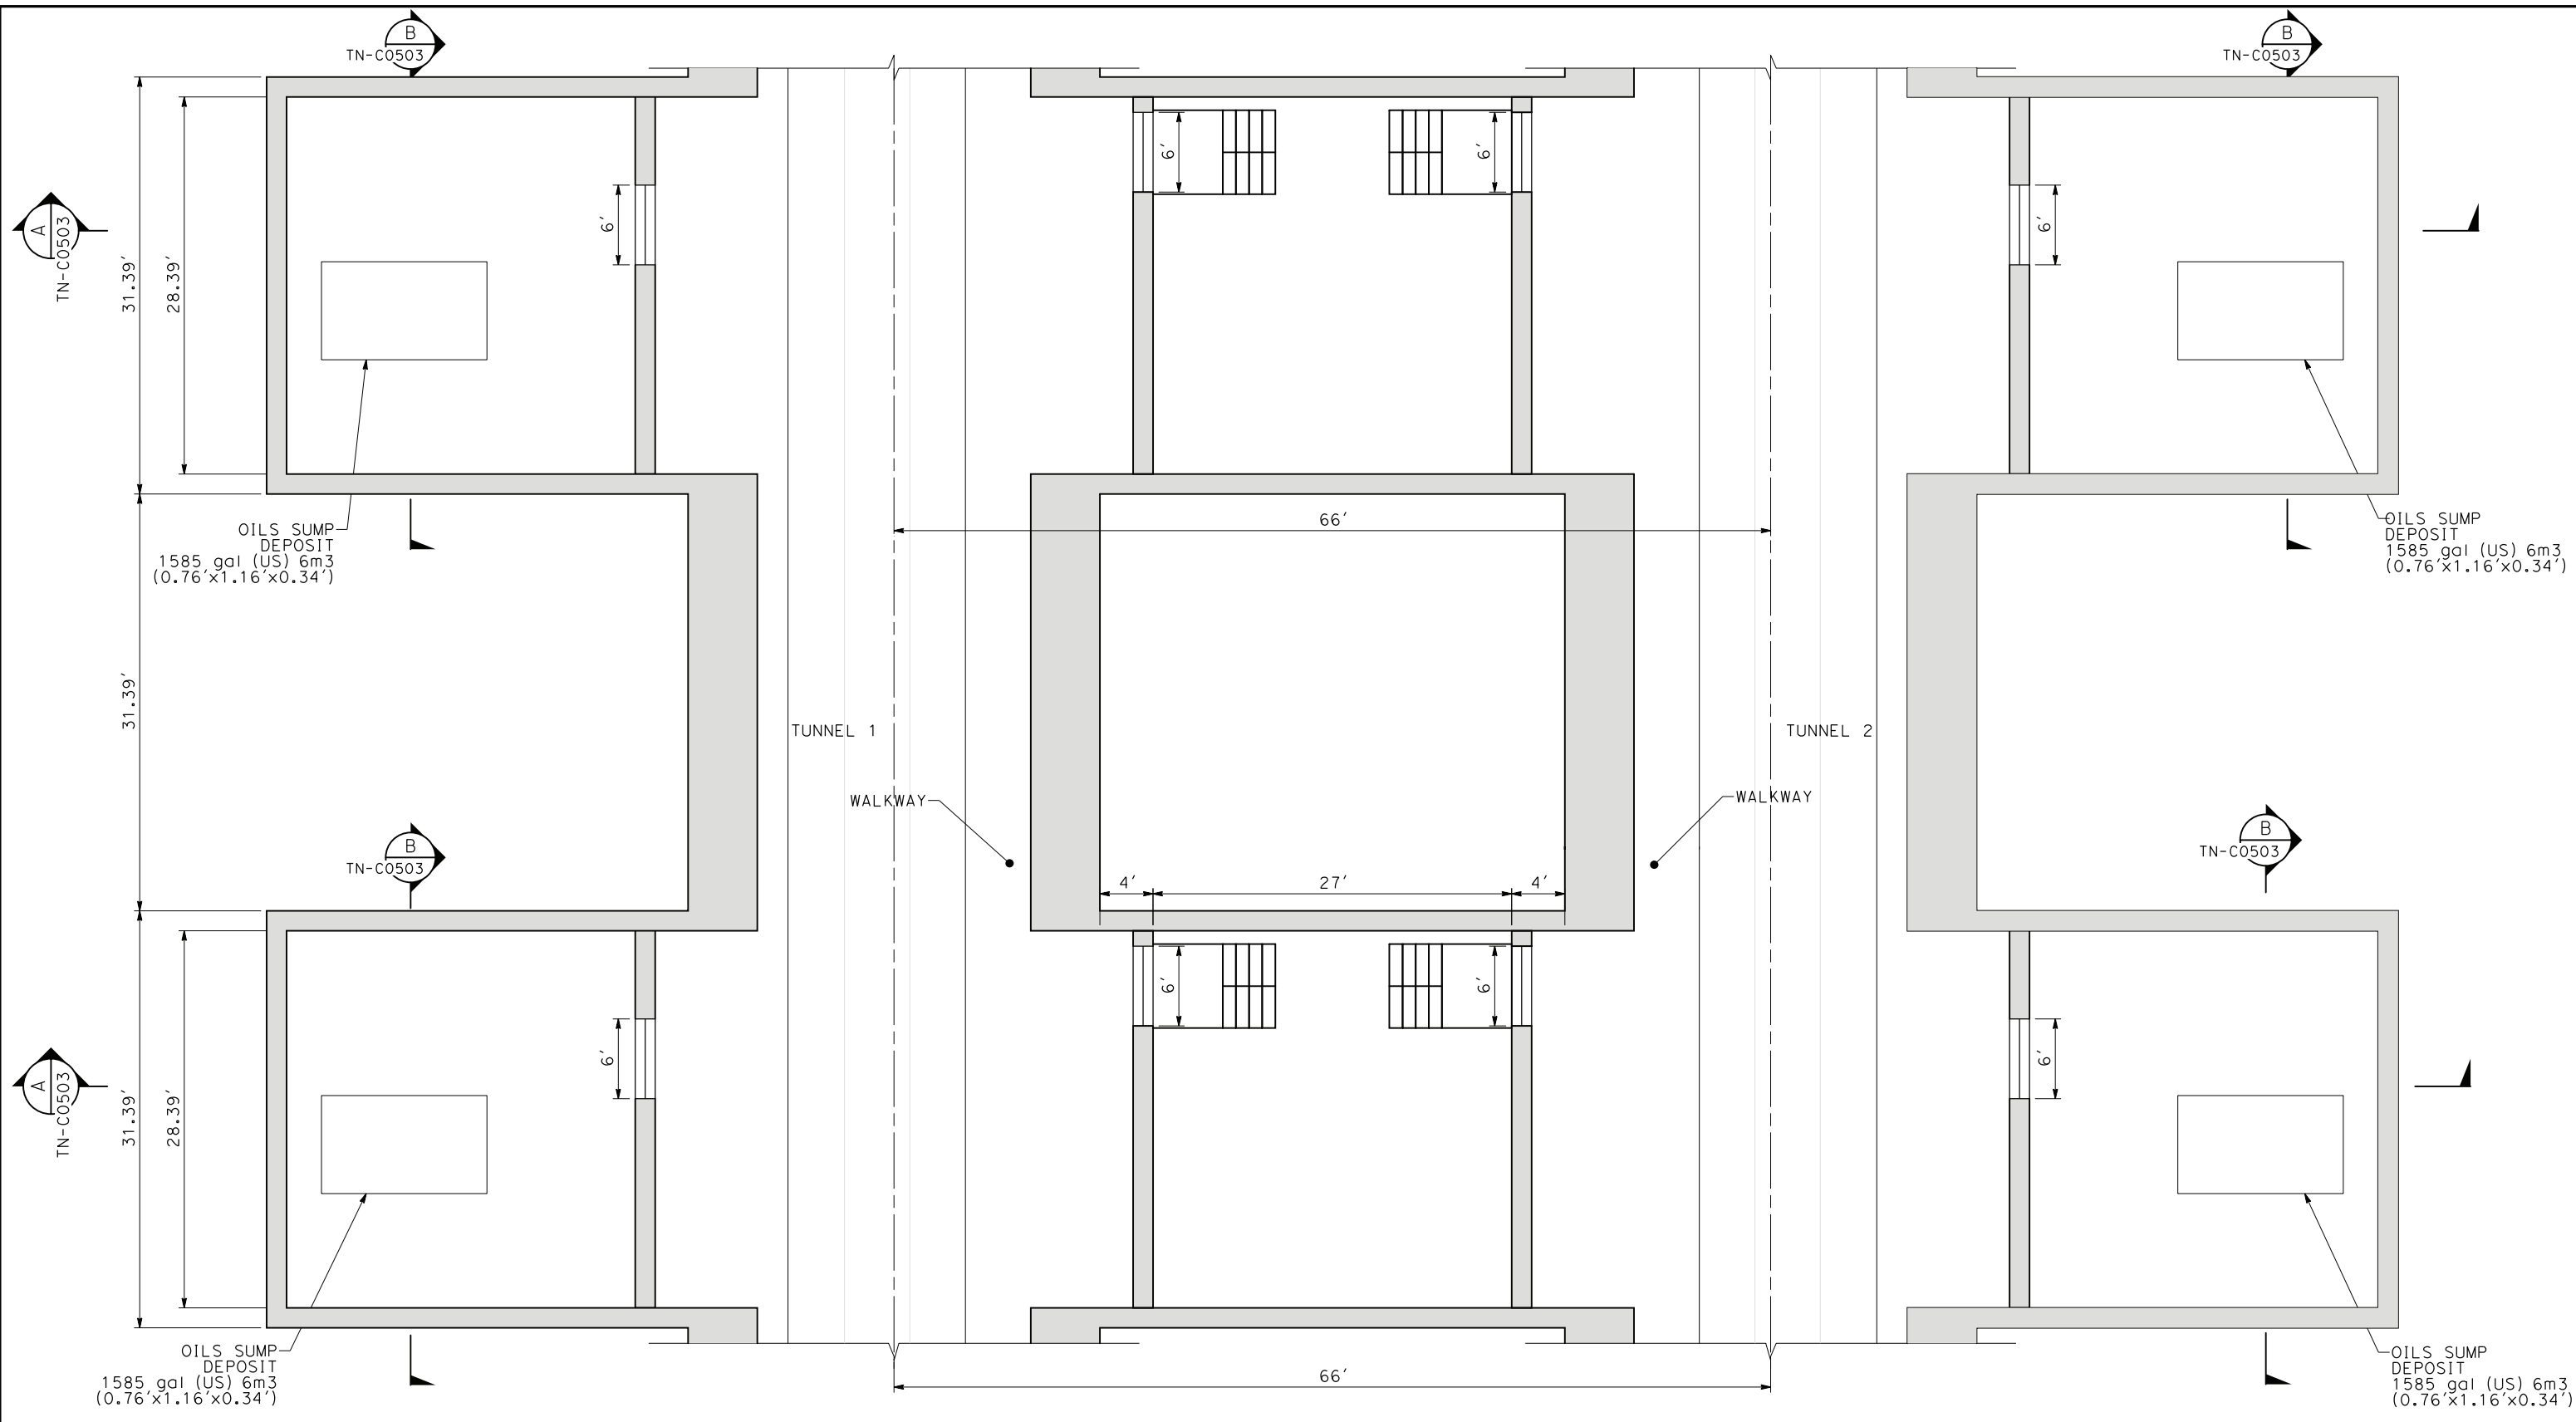 B
TN-C0503
B
TN-C0503
6'
6'
A
TN-C0503
6'
6'
31.39'
28.39'
66'
OILS SUMP
DEPOSIT
1585 gal (US) 6m3
(0.76'x1.16'x0.34')
OILS SUMP
DEPOSIT
1585 gal (US) 6m3
(0.76'x1.16'x0.34')
31.39'
TUNNEL 1
TUNNEL 2
WALKWAY
WALKWAY
B
TN-C0503
B
TN-C0503
4'
27'
4'
6'
6'
A
TN-C0503
6'
6'
31.39'
28.39'
OILS SUMP
DEPOSIT
1585 gal (US) 6m3
(0.76'x1.16'x0.34')
66'
OILS SUMP
DEPOSIT
1585 gal (US) 6m3
(0.76'x1.16'x0.34')